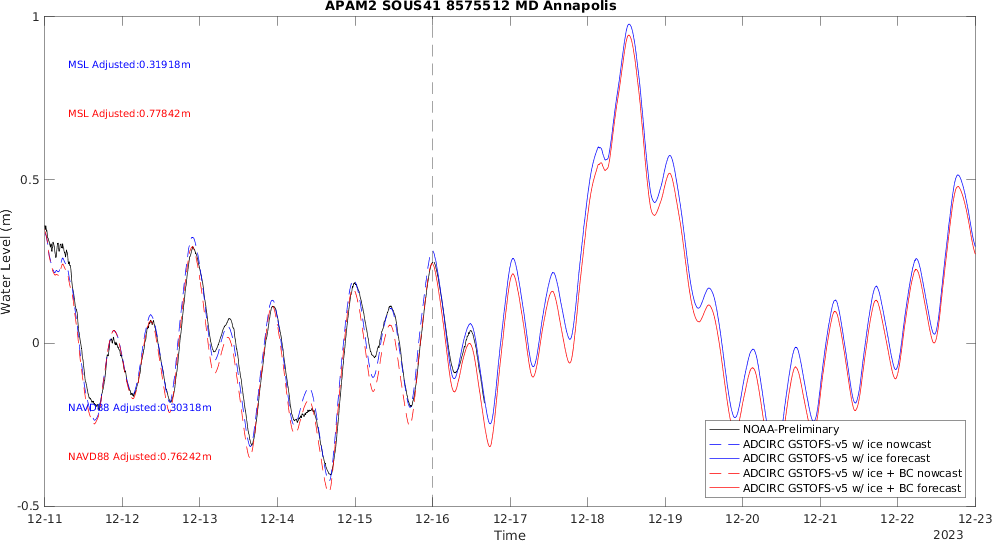 APAM2 SOUS41 8575512 MD Annapolis
1
0.5
0
-0.5
Water Level (m)
MSL Adjusted:0.31918m
MSL Adjusted:0.77842m
NAVD88 Adjusted:0.30318m
NAVD88 Adjusted:0.76242m
NOAA-Preliminary
ADCIRC GSTOFS-v5 w/ ice nowcast
ADCIRC GSTOFS-v5 w/ ice forecast
ADCIRC GSTOFS-v5 w/ ice + BC nowcast
ADCIRC GSTOFS-v5 w/ ice + BC forecast
12-11 12-12 12-13 12-14 12-15 12-16 12-17 12-18 12-19 12-20 12-21 12-22 12-23
Time
2023